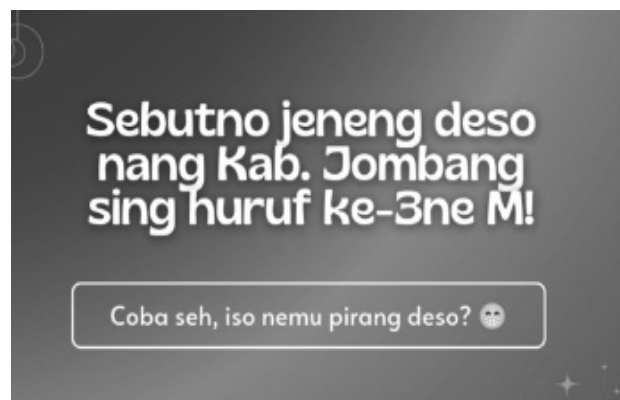 Sebutno jeneng deso
nang Kab. Jombang
sing huruf ke-3ne M!
Coba seh, iso nemu pirang deso? 😁